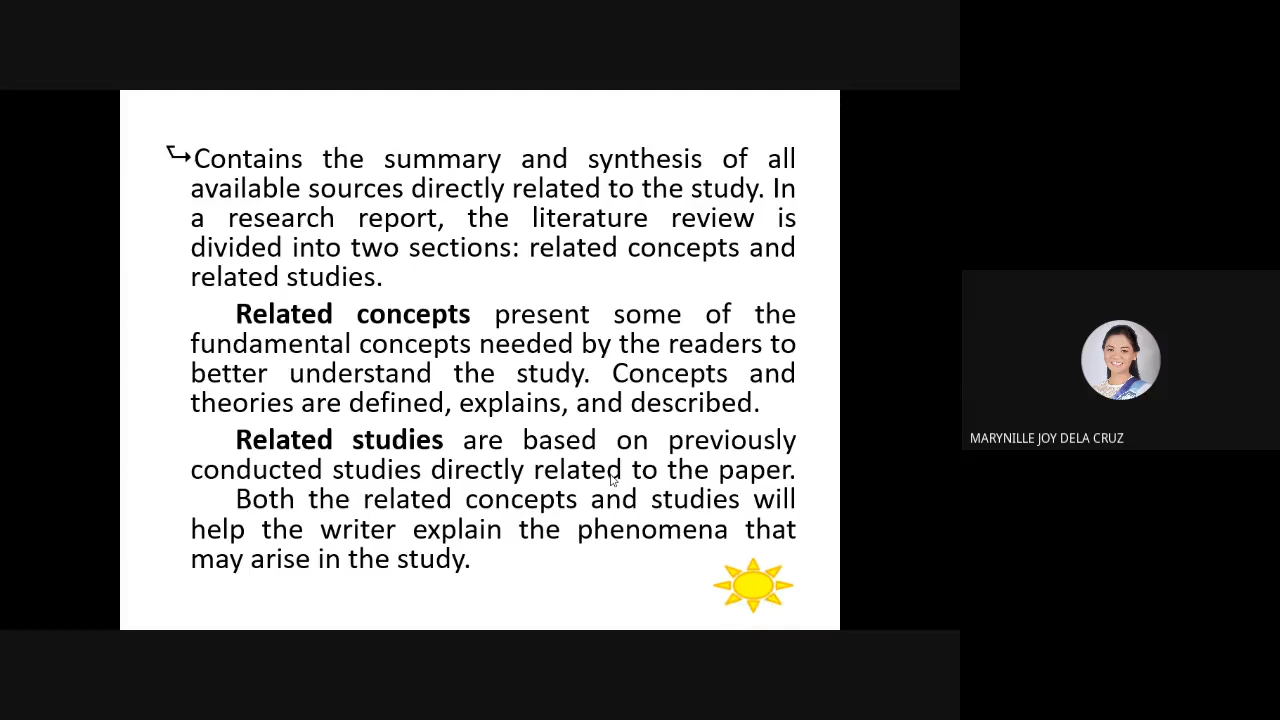 Contains the summary and synthesis of all
available sources directly related to the study. In
a research report, the literature review is
divided into two sections: related concepts and
related studies.
Related concepts present some of the
fundamental concepts needed by the readers to
better understand the study. Concepts and
theories are defined, explains, and described.
Related studies are based on previously
conducted studies directly related to the paper.
Both the related concepts and studies will
help the writer explain the phenomena that
may arise in the study.
MARYNILLE JOY DELA CRUZ